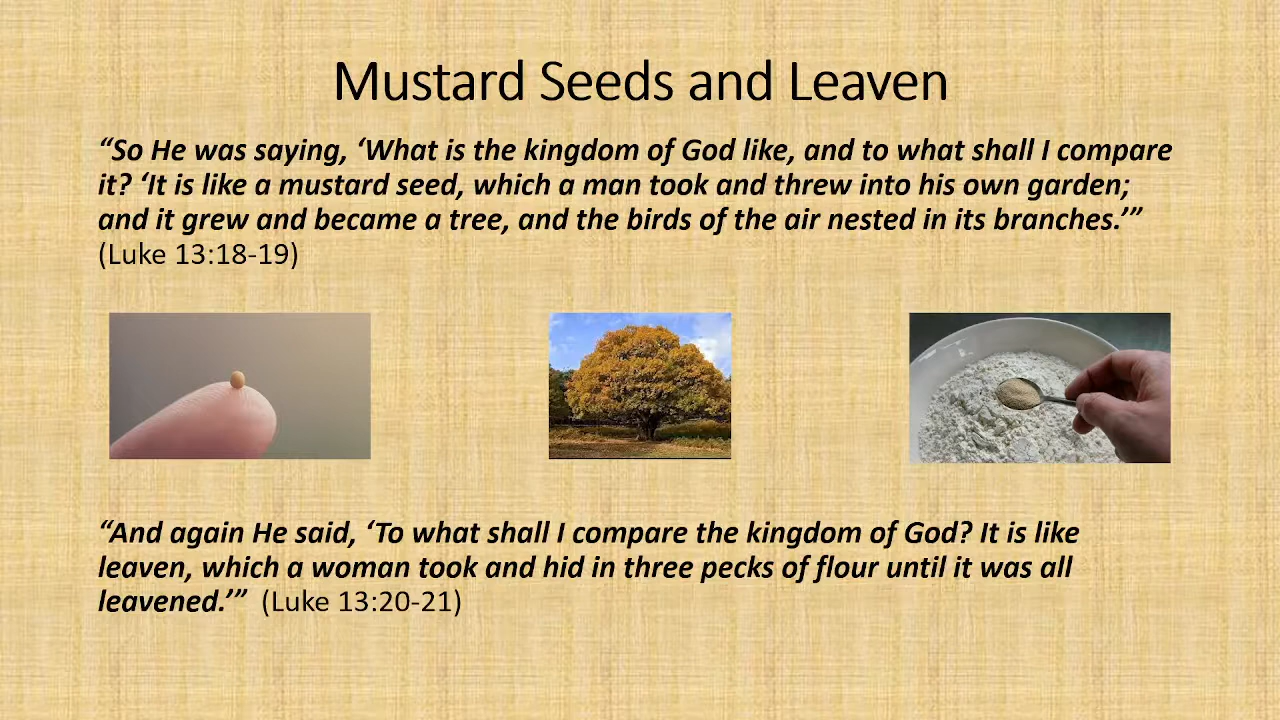 Mustard Seeds and Leaven
“So He was saying, ‘What is the kingdom of God like, and to what shall I compare
it? ‘It is like a mustard seed, which a man took and threw into his own garden;
and it grew and became a tree, and the birds of the air nested in its branches.’”
(Luke 13:18-19)
“And again He said, ‘To what shall I compare the kingdom of God? It is like
leaven, which a woman took and hid in three pecks of flour until it was all
leavened.’” (Luke 13:20-21)